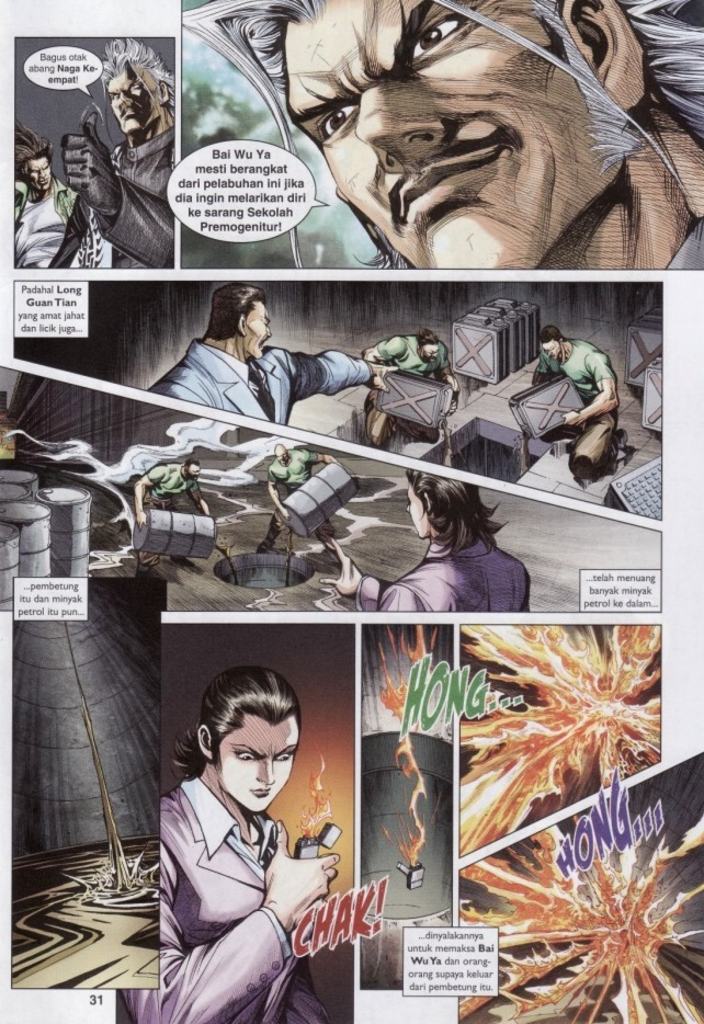 Bagus otak
abang Naga Ke-
empat!
Bai Wu Ya
mesti berangkat
dari pelabuhan ini jika
dia ingin melarikan diri
ke sarang Sekolah
Premogenitur!
Padahal Long
Guan Tian
yang amat jahat
dan licik juga...
...telah menuang
banyak minyak
petrol ke dalam...
...pembetung
itu dan minyak
petrol itu pun...
CHAK!
HONG...
HONG...
...dinyalakannya
untuk memaksa Bai
Wu Ya dan orang-
orang supaya keluar
dari pembetung itu.
31